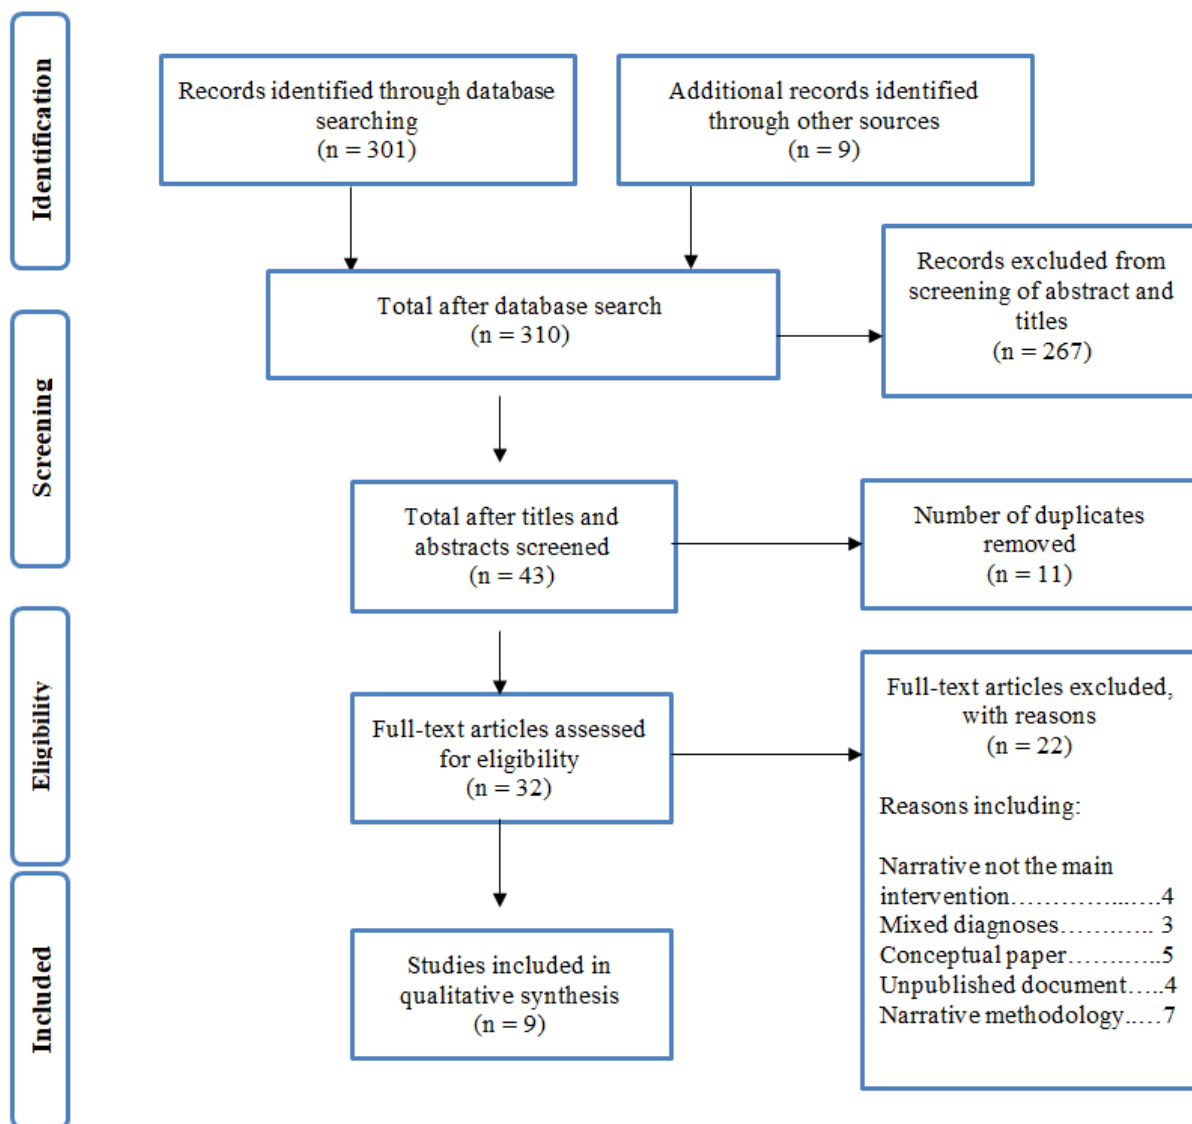 Identification
Records identified through database
searching
(n = 301)
Additional records identified
through other sources
(n = 9)
Records excluded from
screening of abstract and
titles
(n = 267)
Total after database search
(n = 310)
Screening
Total after titles and
abstracts screened
(n = 43)
Number of duplicates
removed
(n = 11)
Eligibility
Full-text articles assessed
for eligibility
(n = 32)
Full-text articles excluded,
with reasons
(n = 22)
Reasons including:
Narrative not the main
intervention…………...…..4
Mixed diagnoses…….….. 3
Conceptual paper…….…..5
Unpublished document…..4
Narrative methodology..…7
Included
Studies included in
qualitative synthesis
(n = 9)